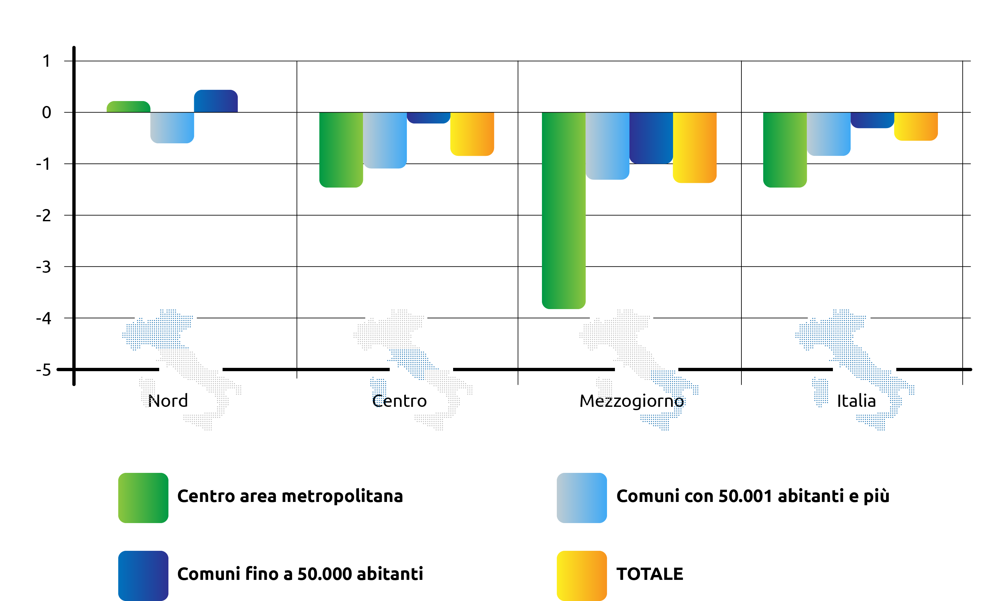 1
0
-1
-2
-3
-4
-5
Nord
Centro
Mezzogiorno
Italia
Centro area metropolitana
Comuni con 50.001 abitanti e più
Comuni fino a 50.000 abitanti
TOTALE